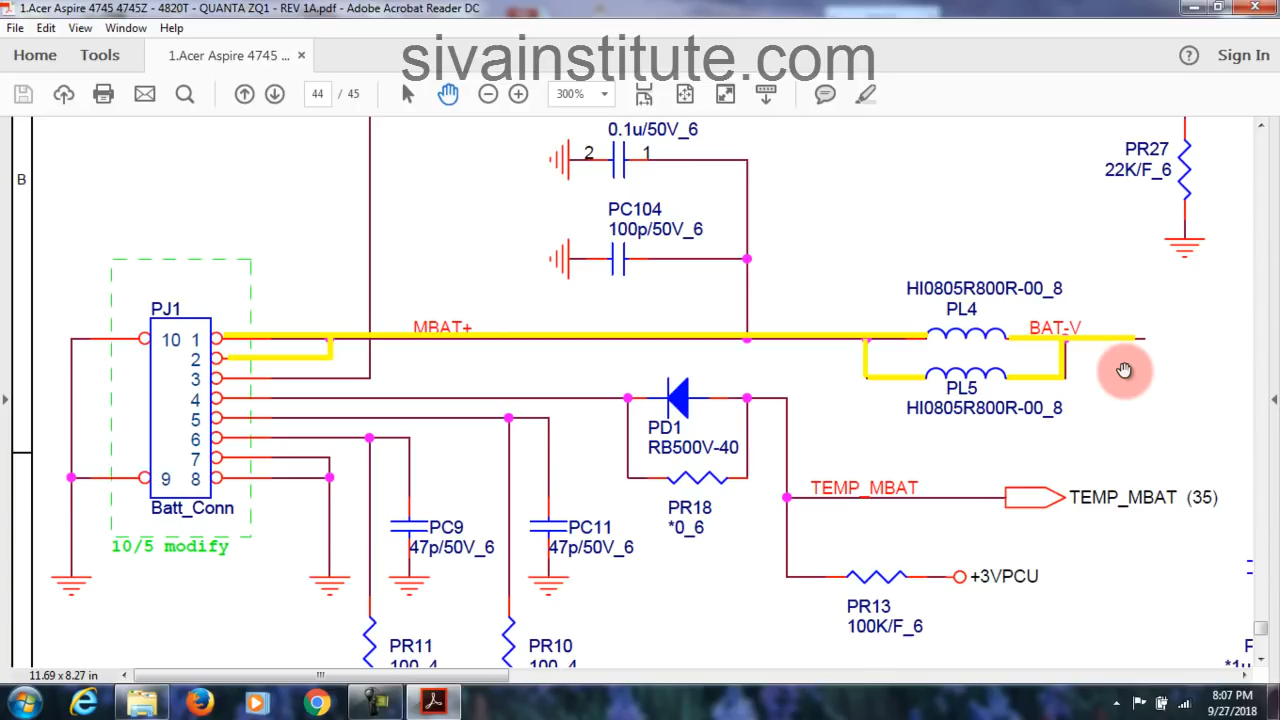 1.Acer Aspire 4745 4745Z - 4820T - QUANTA ZQ1 - REV 1A.pdf - Adobe Acrobat Reader DC
File Edit View Window Help
Home Tools 1.Acer Aspire 4745 ... × Sign In
sivainstitute.com
44 / 45 300%
B
0.1u/50V_6
2 1
PC104
100p/50V_6
PR27
22K/F_6
HI0805R800R-00_8
PL4
PJ1
MBAT+
BAT-V
10 1
2
3
4
5
6
7
9 8
Batt_Conn
10/5 modify
PL5
HI0805R800R-00_8
PD1
RB500V-40
PR18
*0_6
TEMP_MBAT
TEMP_MBAT (35)
PC9
47p/50V_6
PC11
47p/50V_6
+3VPCU
PR13
100K/F_6
PR11
100_4
PR10
100_4
11.69 x 8.27 in
8:07 PM
9/27/2018